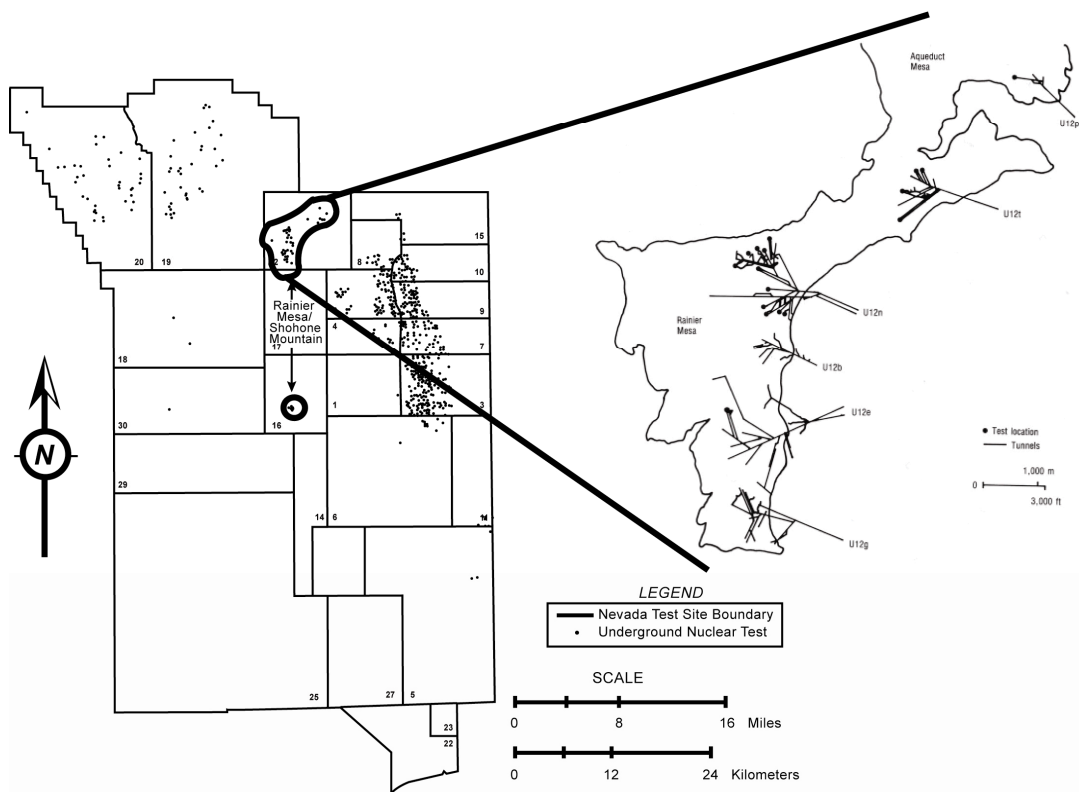 Aqueduct
Mesa
U12p
U12t
Rainier
Mesa
U12n
U12b
U12e
U12g
Test location
Tunnels
1,000 m
0
3,000 ft
20
19
8
15
10
9
7
Rainier
Mesa/
Shohone
Mountain
4
17
18
1
3
30
16
29
14
6
25
27
5
23
22
N
LEGEND
Nevada Test Site Boundary
Underground Nuclear Test
SCALE
0 8 16 Miles
0 12 24 Kilometers